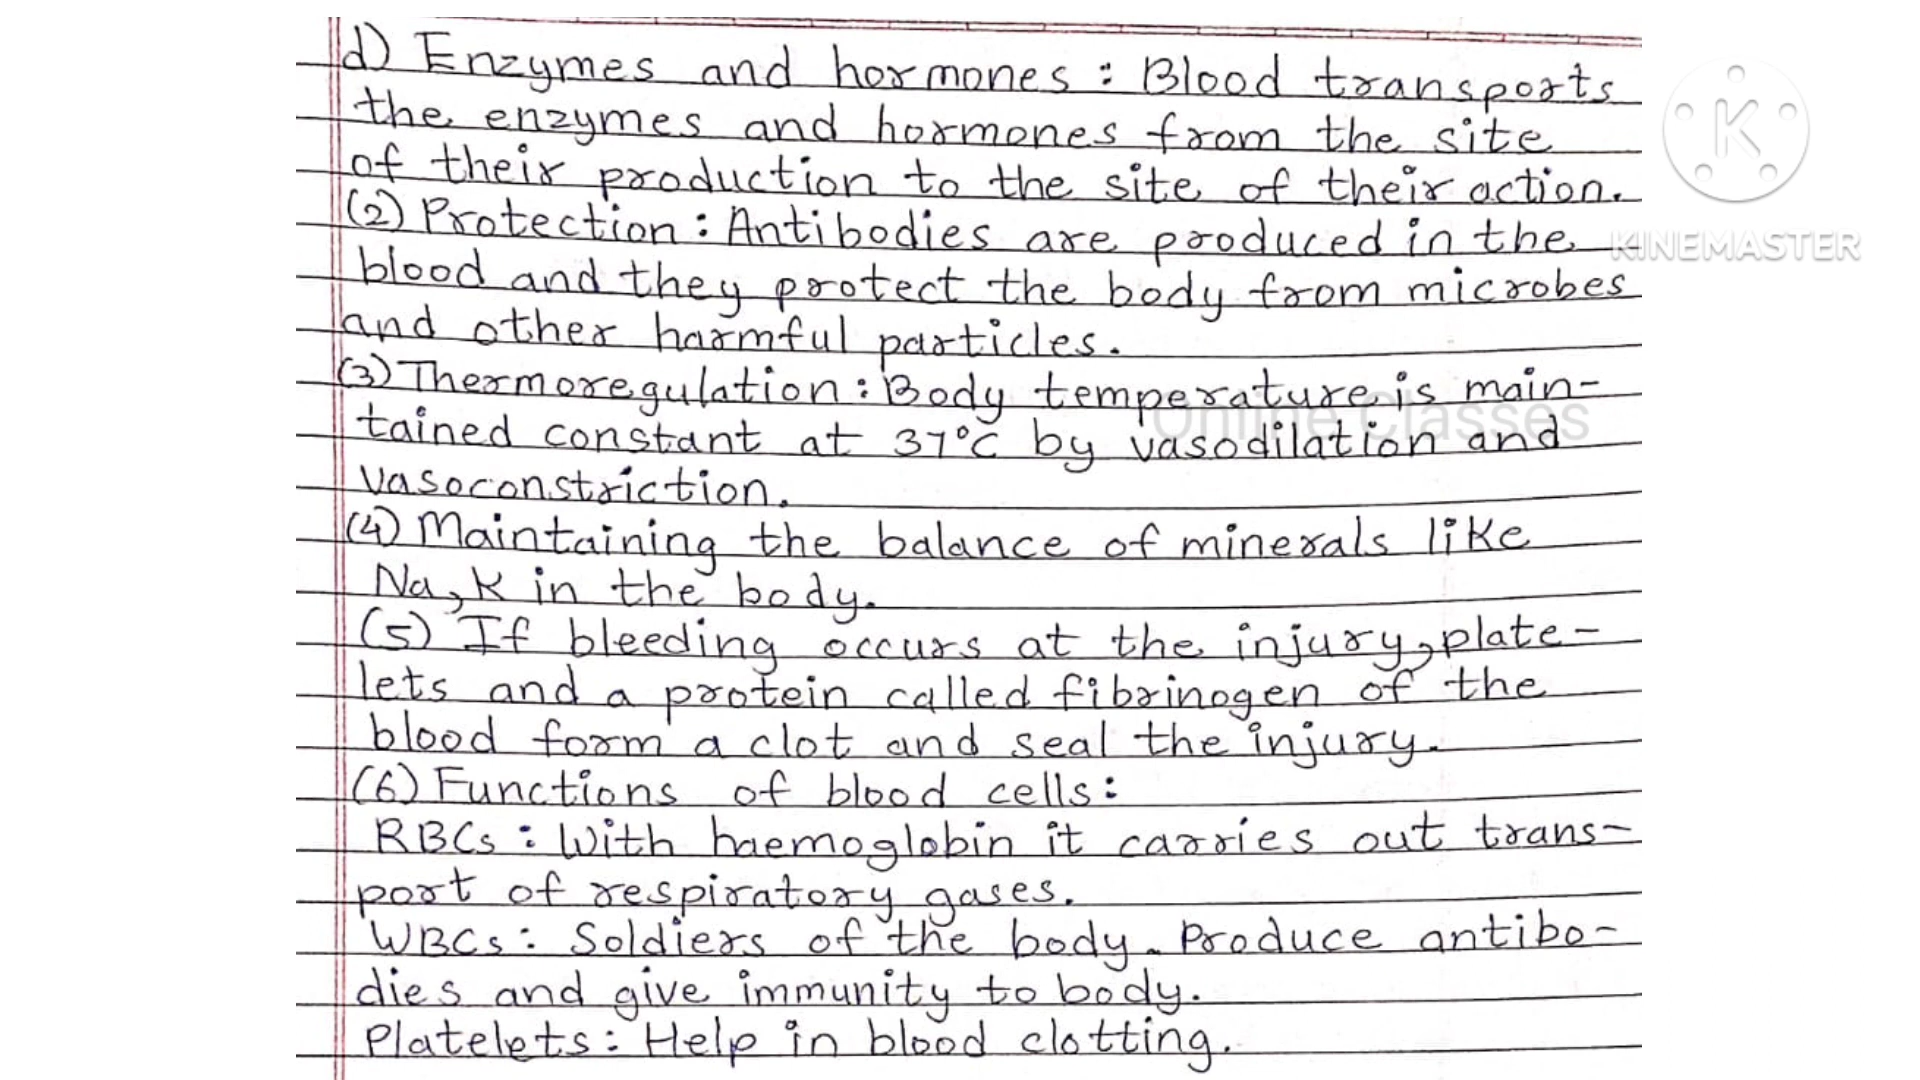 d) Enzymes and hormones : Blood transports
the enzymes and hormones from the site
of their production to the site of their action.
(2) Protection : Antibodies are produced in the
blood and they protect the body from microbes
and other harmful particles.
(3) Thermoregulation : Body temperature is main-
tained constant at 37°C by vasodilation and
vasoconstriction.
(4) Maintaining the balance of minerals like
Na, K in the body.
(5) If bleeding occurs at the injury, plate-
lets and a protein called fibrinogen of the
blood form a clot and seal the injury.
(6) Functions of blood cells :
RBCs : With haemoglobin it carries out trans-
port of respiratory gases.
WBCs : Soldiers of the body. Produce antibo-
dies and give immunity to body.
Platelets : Help in blood clotting.
K
KINEMASTER
Online Classes